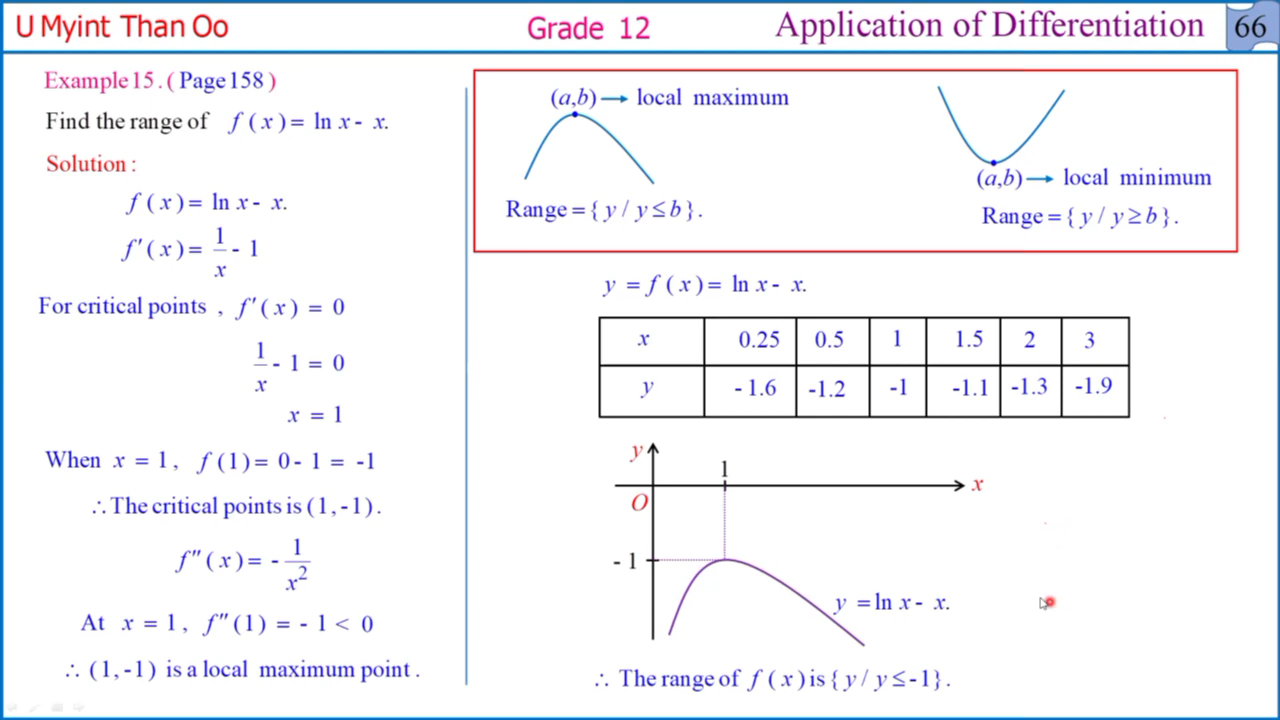 U Myint Than Oo
Grade 12
Application of Differentiation
66
Example 15 . ( Page 158 )
Find the range of f ( x ) = ln x - x.
Solution :
f ( x ) = ln x - x.
f′( x ) = 1/x - 1
For critical points , f′( x ) = 0
1/x - 1 = 0
x = 1
When x = 1 , f (1) = 0 - 1 = -1
∴ The critical points is (1 , -1) .
f″( x ) = - 1/x²
At x = 1 , f″(1) = - 1 < 0
∴ (1 , -1) is a local maximum point .
(a,b) → local maximum
Range = { y / y ≤ b } .
(a,b) → local minimum
Range = { y / y ≥ b } .
y = f ( x ) = ln x - x.
x 0.25 0.5 1 1.5 2 3
y - 1.6 -1.2 -1 -1.1 -1.3 -1.9
y
1
x
O
- 1
y = ln x - x.
∴ The range of f ( x ) is { y / y ≤ -1 } .